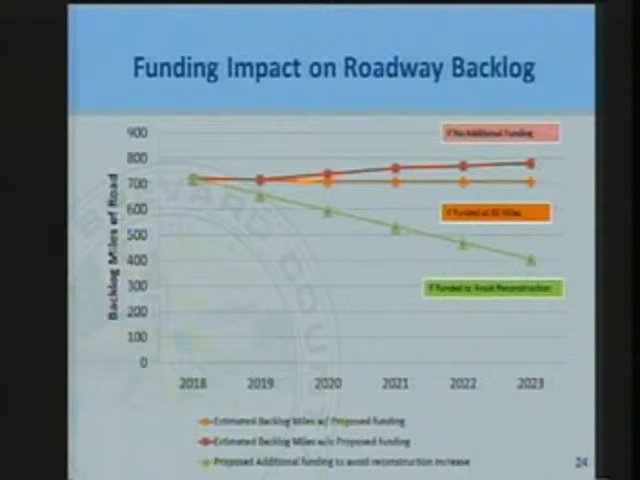 Funding Impact on Roadway Backlog
900
800
700
600
500
400
300
200
100
0
Backlog Miles of Road
2018
2019
2020
2021
2022
2023
If No Additional Funding
If Funded at Miles
If Funded to Avoid Reconstruction
Estimated Backlog Miles w/ Proposed funding
Estimated Backlog Miles w/o Proposed funding
Proposed Additional funding to avoid reconstruction increase
BREVARD COUNT
24